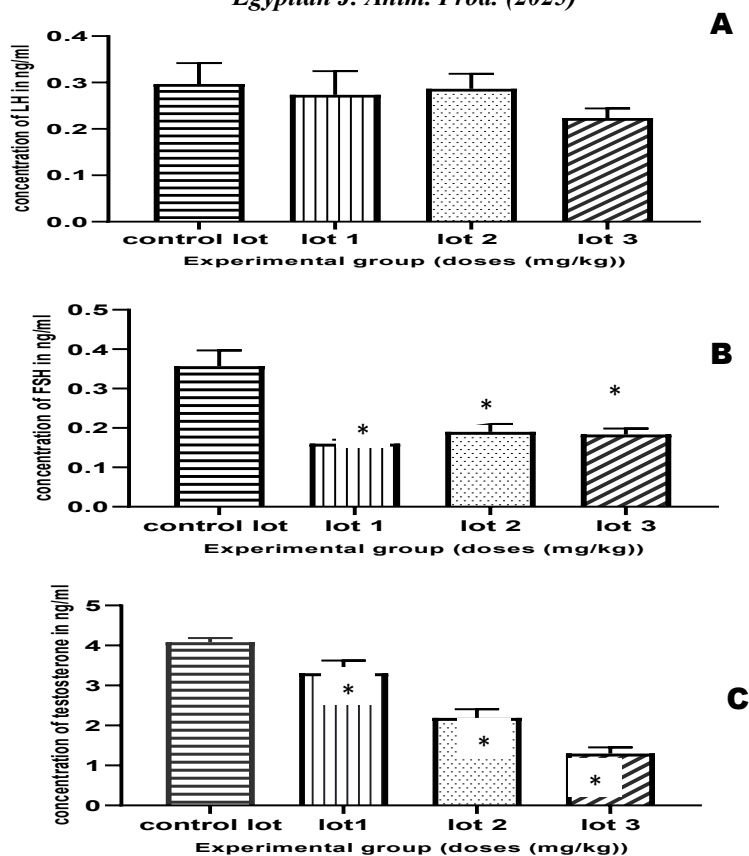 Egyptian J. Anim. Prod. (2023)
A
concentration of LH in ng/ml
0.4
0.3
0.2
0.1
0.0
control lot lot 1 lot 2 lot 3
Experimental group (doses (mg/kg))
B
concentration of FSH in ng/ml
0.5
0.4
0.3
0.2
0.1
0.0
* * *
control lot lot 1 lot 2 lot 3
Experimental group (doses (mg/kg))
C
concentration of testosterone in ng/ml
5
4
3
2
1
0
* * *
control lot lot1 lot 2 lot 3
Experimental group (doses (mg/kg))